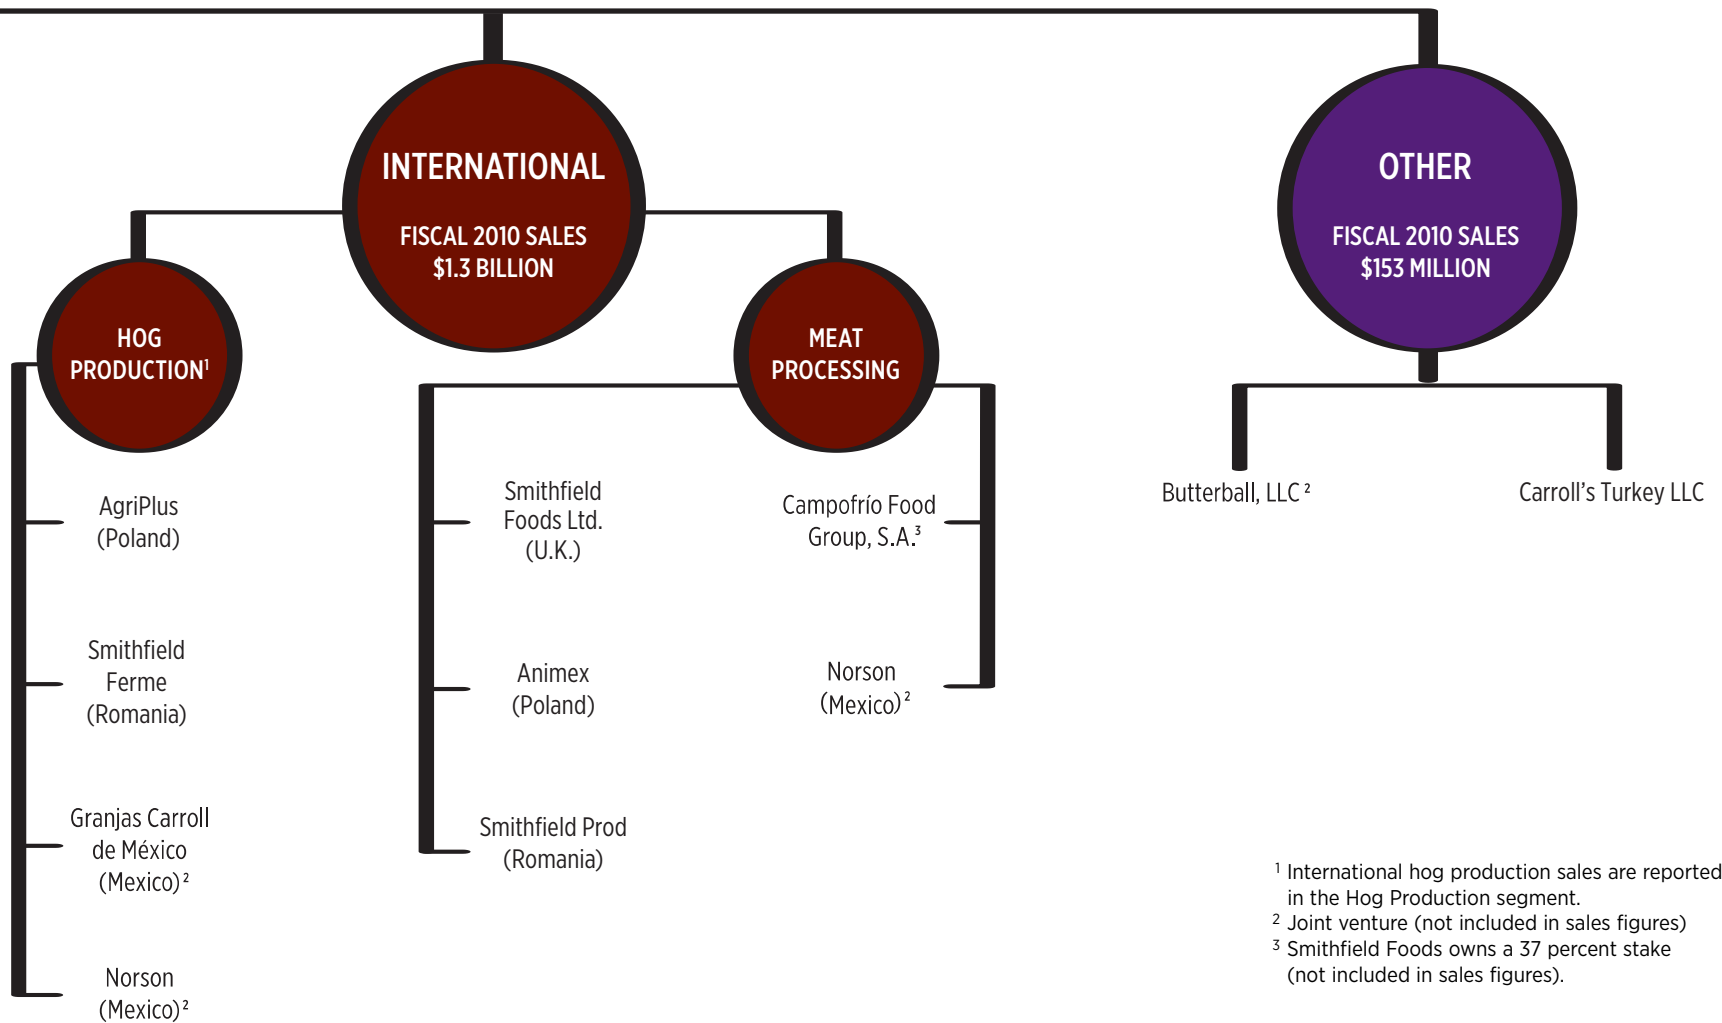 INTERNATIONAL
FISCAL 2010 SALES
$1.3 BILLION
HOG
PRODUCTION¹
AgriPlus
(Poland)
Smithfield
Ferme
(Romania)
Granjas Carroll
de México
(Mexico)²
Norson
(Mexico)²
MEAT
PROCESSING
Smithfield
Foods Ltd.
(U.K.)
Animex
(Poland)
Smithfield Prod
(Romania)
Campofrío Food
Group, S.A.³
Norson
(Mexico)²
OTHER
FISCAL 2010 SALES
$153 MILLION
Butterball, LLC²
Carroll’s Turkey LLC
¹ International hog production sales are reported
in the Hog Production segment.
² Joint venture (not included in sales figures)
³ Smithfield Foods owns a 37 percent stake
(not included in sales figures).